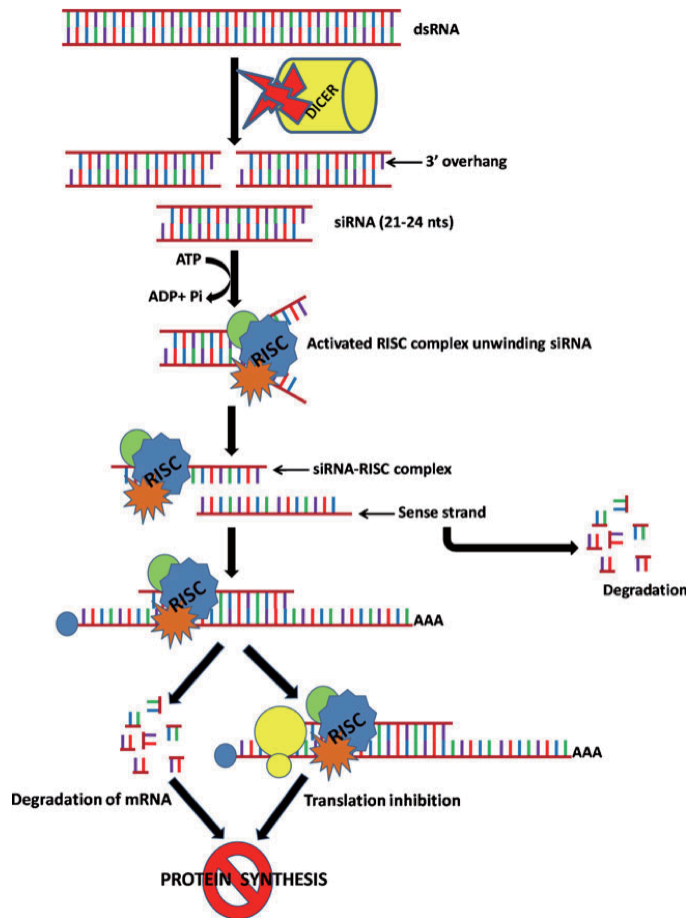 dsRNA
DICER
3' overhang
siRNA (21-24 nts)
ATP
ADP+ Pi
RISC
Activated RISC complex unwinding siRNA
RISC
siRNA-RISC complex
Sense strand
Degradation
RISC
AAA
RISC
AAA
Degradation of mRNA
Translation inhibition
PROTEIN SYNTHESIS